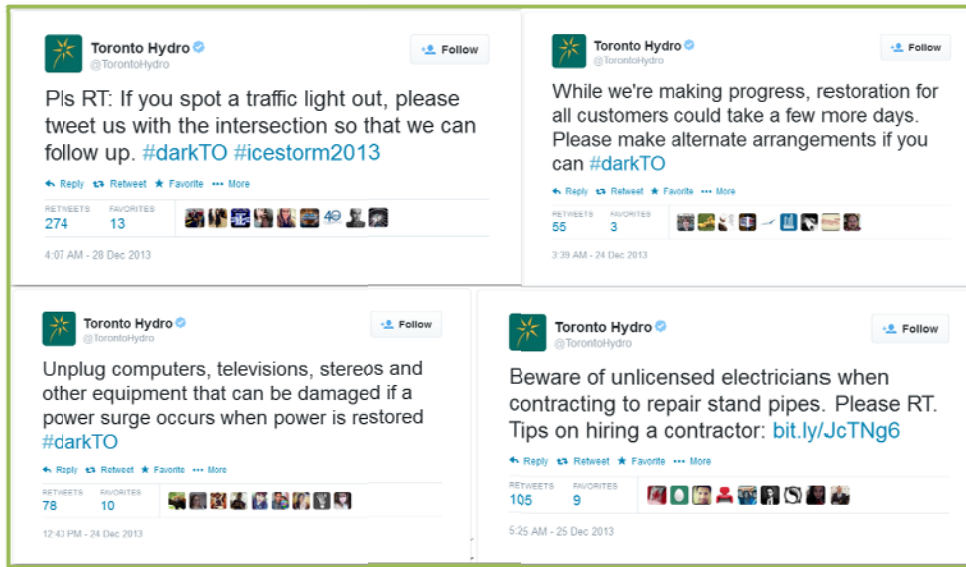 Toronto Hydro
@TorontoHydro
Follow
Pls RT: If you spot a traffic light out, please
tweet us with the intersection so that we can
follow up. #darkTO #icestorm2013
Reply Retweet Favorite More
RETWEETS FAVORITES
274 13
4:07 AM - 28 Dec 2013
Toronto Hydro
@TorontoHydro
Follow
While we're making progress, restoration for
all customers could take a few more days.
Please make alternate arrangements if you
can #darkTO
Reply Retweet Favorite More
RETWEETS FAVORITES
55 3
3:39 AM - 24 Dec 2013
Toronto Hydro
@TorontoHydro
Follow
Unplug computers, televisions, stereos and
other equipment that can be damaged if a
power surge occurs when power is restored
#darkTO
Reply Retweet Favorite More
RETWEETS FAVORITES
78 10
12:43 PM - 24 Dec 2013
Toronto Hydro
@TorontoHydro
Follow
Beware of unlicensed electricians when
contracting to repair stand pipes. Please RT.
Tips on hiring a contractor: bit.ly/JcTNg6
Reply Retweet Favorite More
RETWEETS FAVORITES
105 9
5:25 AM - 25 Dec 2013